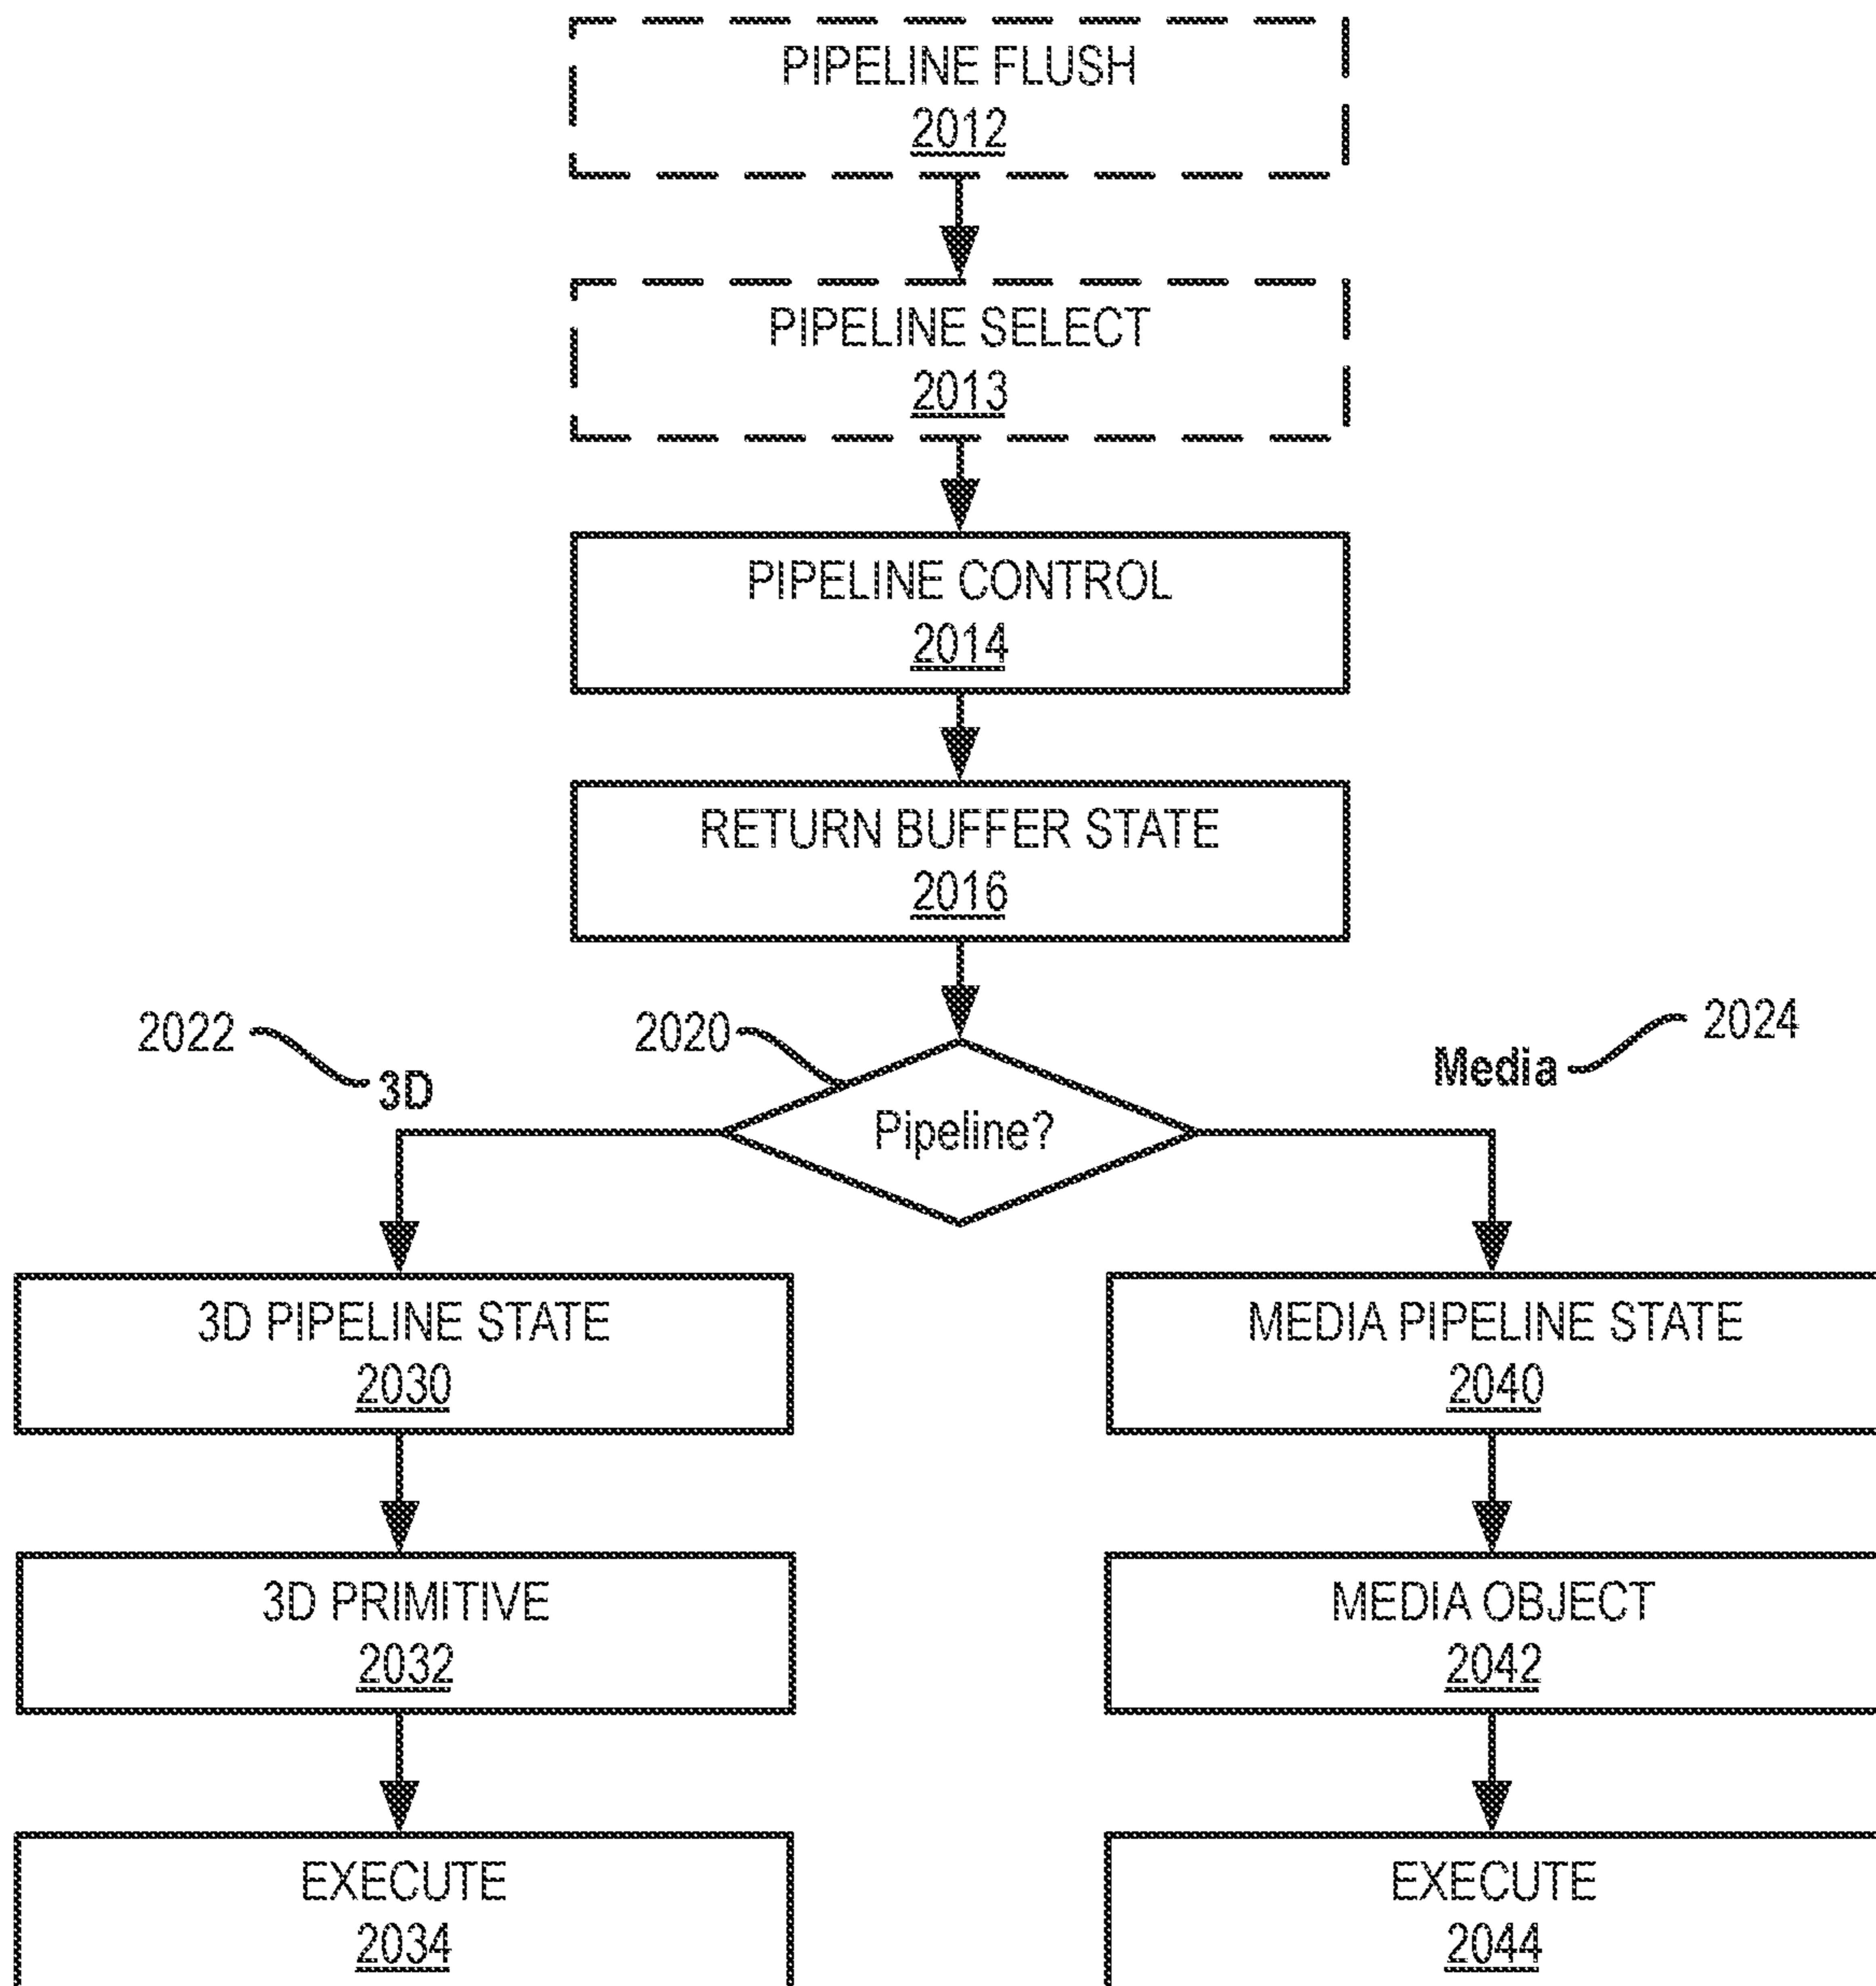 PIPELINE FLUSH
2012
PIPELINE SELECT
2013
PIPELINE CONTROL
2014
RETURN BUFFER STATE
2016
2022
3D
2020
Pipeline?
Media
2024
3D PIPELINE STATE
2030
MEDIA PIPELINE STATE
2040
3D PRIMITIVE
2032
MEDIA OBJECT
2042
EXECUTE
2034
EXECUTE
2044